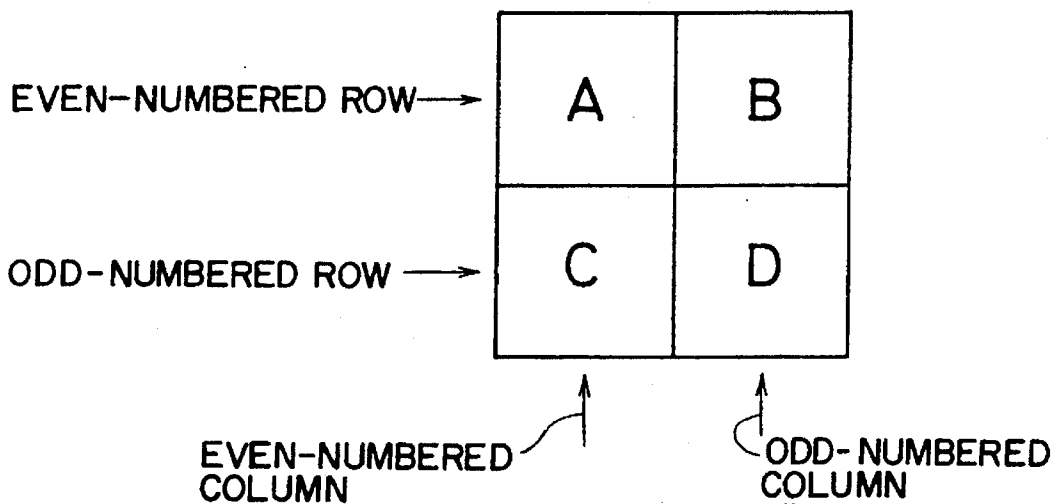 EVEN-NUMBERED ROW
A B
ODD-NUMBERED ROW
C D
EVEN-NUMBERED
COLUMN
ODD-NUMBERED
COLUMN